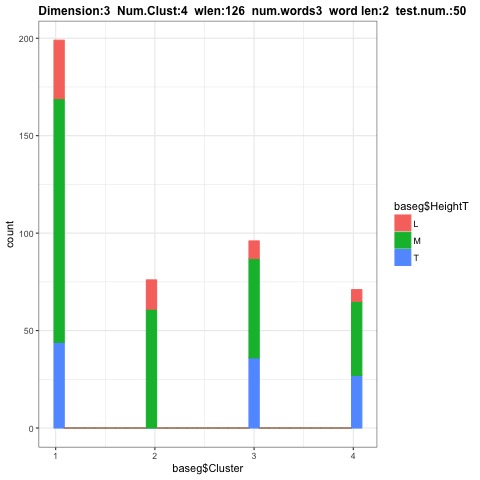 Dimension:3 Num.Clust:4 wlen:126 num.words3 word len:2 test.num.:50
200
150
100
50
0
count
1 2 3 4
baseg$Cluster
baseg$HeightT
L
M
T